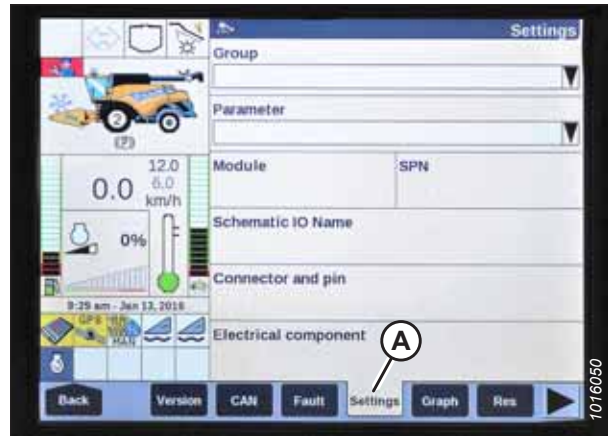 Settings
Group
Parameter
2
(?)
12.0
0.0 6.0
km/h
Module SPN
Schematic IO Name
0%
Connector and pin
9:29 am - Jan 13, 2016
GPS
MAN
Electrical component
A
Back Version CAN Fault Settings Graph Res
1016050